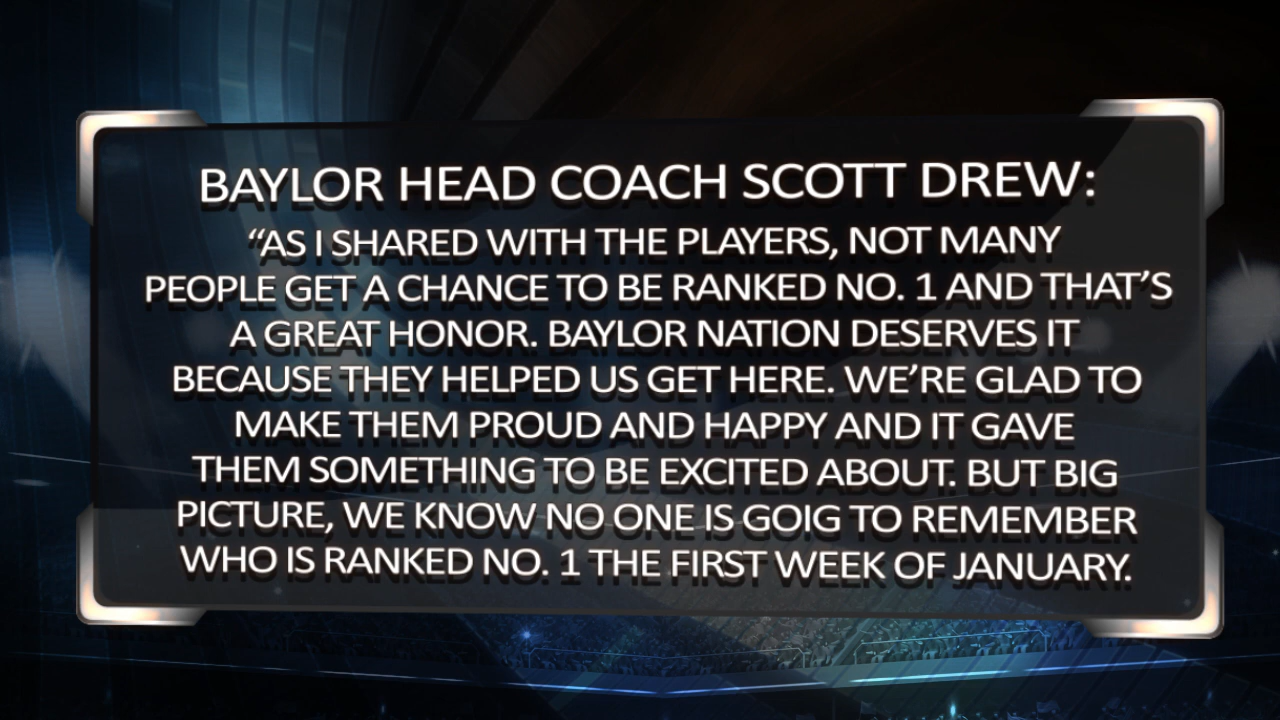 BAYLOR HEAD COACH SCOTT DREW:
“AS I SHARED WITH THE PLAYERS, NOT MANY
PEOPLE GET A CHANCE TO BE RANKED NO. 1 AND THAT’S
A GREAT HONOR. BAYLOR NATION DESERVES IT
BECAUSE THEY HELPED US GET HERE. WE’RE GLAD TO
MAKE THEM PROUD AND HAPPY AND IT GAVE
THEM SOMETHING TO BE EXCITED ABOUT. BUT BIG
PICTURE, WE KNOW NO ONE IS GOIG TO REMEMBER
WHO IS RANKED NO. 1 THE FIRST WEEK OF JANUARY.